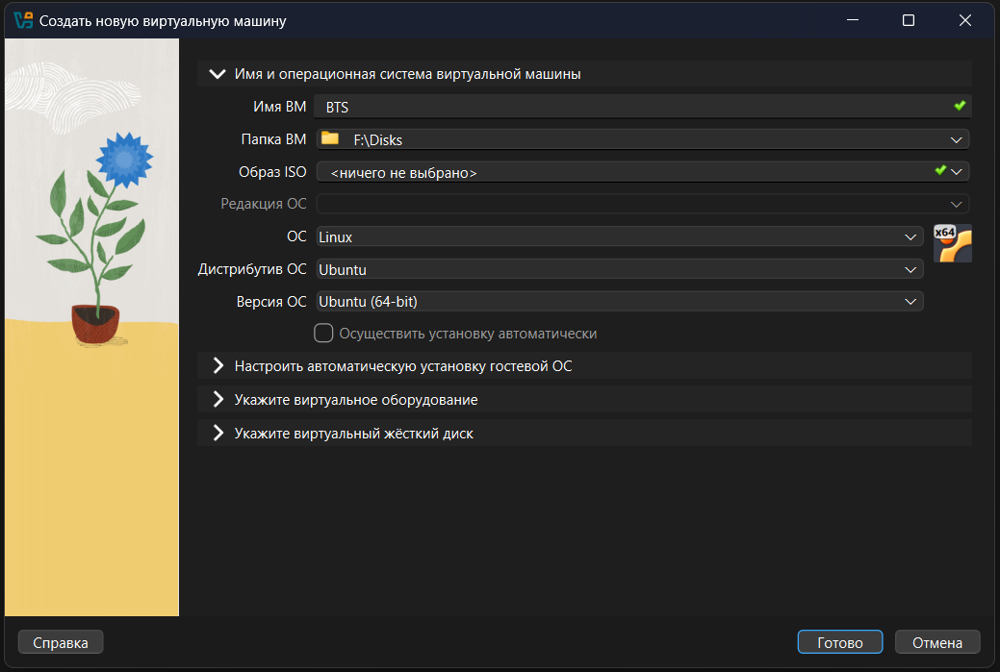 Создать новую виртуальную машину
Имя и операционная система виртуальной машины
Имя ВМ BTS
Папка ВМ F:\Disks
Образ ISO <ничего не выбрано>
Редакция ОС
ОС Linux x64
Дистрибутив ОС Ubuntu
Версия ОС Ubuntu (64-bit)
Осуществить установку автоматически
Настроить автоматическую установку гостевой ОС
Укажите виртуальное оборудование
Укажите виртуальный жёсткий диск
Справка Готово Отмена